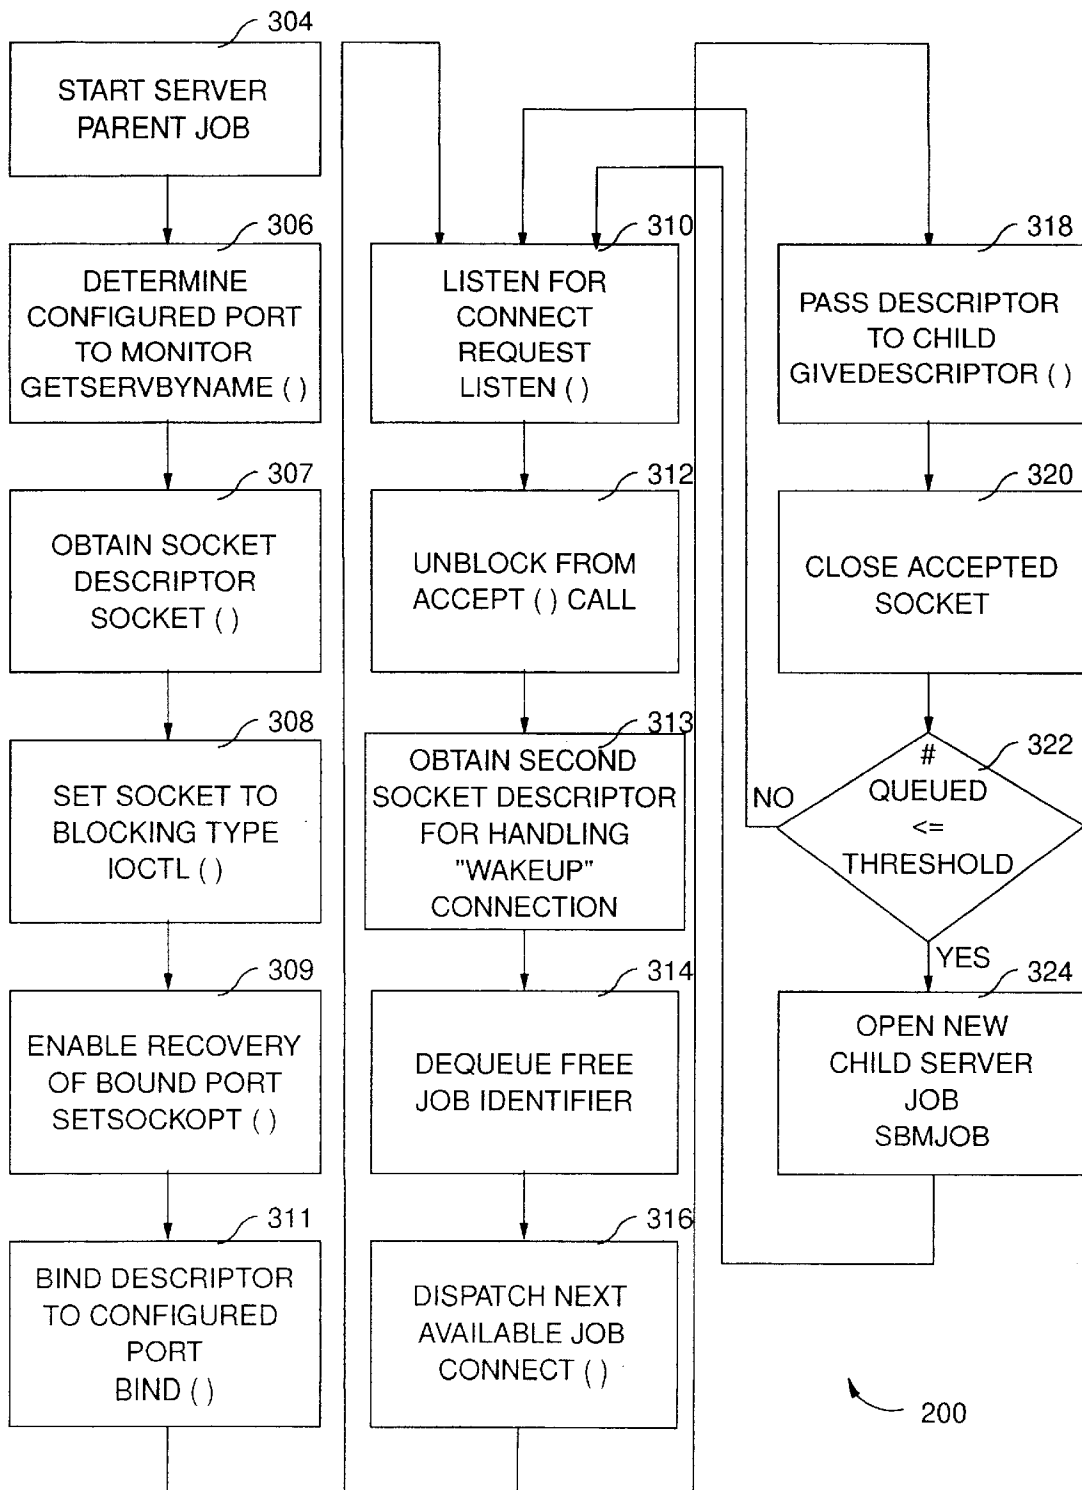 304
START SERVER
PARENT JOB
306
DETERMINE
CONFIGURED PORT
TO MONITOR
GETSERVBYNAME ( )
307
OBTAIN SOCKET
DESCRIPTOR
SOCKET ( )
308
SET SOCKET TO
BLOCKING TYPE
IOCTL ( )
309
ENABLE RECOVERY
OF BOUND PORT
SETSOCKOPT ( )
311
BIND DESCRIPTOR
TO CONFIGURED
PORT
BIND ( )
310
LISTEN FOR
CONNECT
REQUEST
LISTEN ( )
312
UNBLOCK FROM
ACCEPT ( ) CALL
313
OBTAIN SECOND
SOCKET DESCRIPTOR
FOR HANDLING
"WAKEUP"
CONNECTION
314
DEQUEUE FREE
JOB IDENTIFIER
316
DISPATCH NEXT
AVAILABLE JOB
CONNECT ( )
318
PASS DESCRIPTOR
TO CHILD
GIVEDESCRIPTOR ( )
320
CLOSE ACCEPTED
SOCKET
322
#
QUEUED
<=
THRESHOLD
NO
YES
324
OPEN NEW
CHILD SERVER
JOB
SBMJOB
200